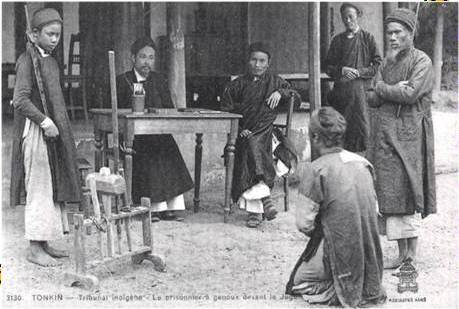 3130. TONKIN — Tribunal indigène - Le prisonnier à genoux devant le Juge